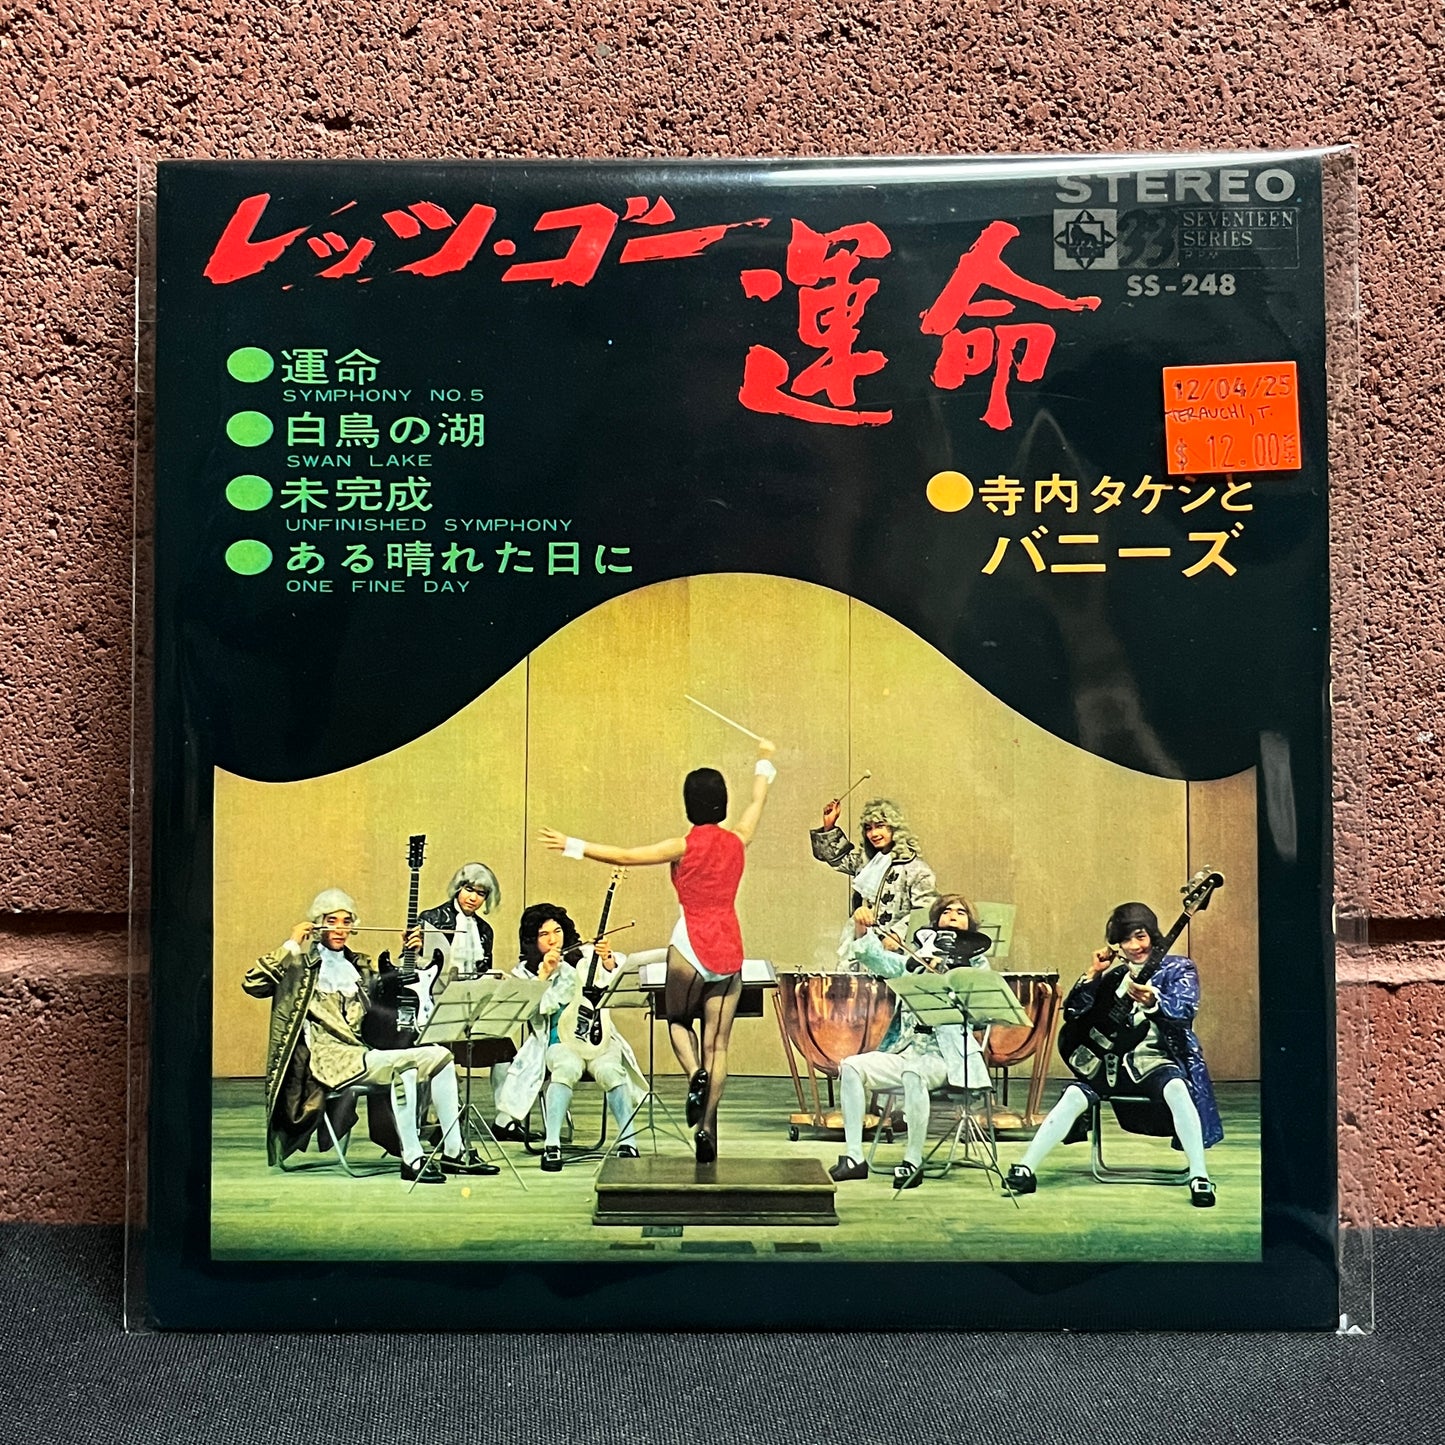 レッツ・ゴー
運命
STEREO
33
SEVENTEEN
SERIES
SS-248
●運命
SYMPHONY NO.5
●白鳥の湖
SWAN LAKE
●未完成
UNFINISHED SYMPHONY
●ある晴れた日に
ONE FINE DAY
12/04/25
TERAUCHI, T.
$ 12.00
●寺内タケシと
バニーズ